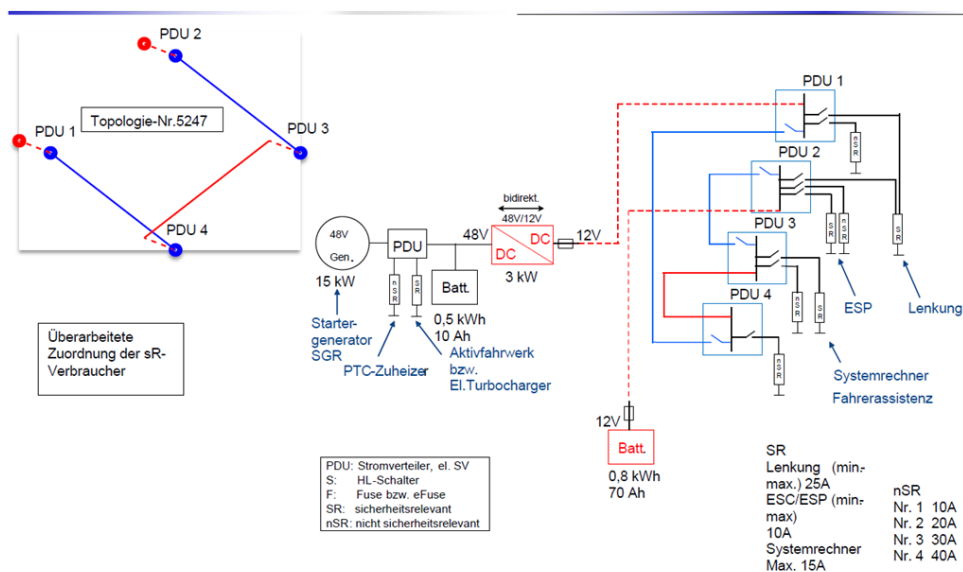 PDU 2
Topologie-Nr.5247
PDU 1
PDU 3
PDU 4
Überarbeitete
Zuordnung der sR-
Verbraucher
48V
Gen.
15 kW
Starter-
generator
SGR
PDU
nSR
SR
PTC-Zuheizer
48V
Batt.
0,5 kWh
10 Ah
Aktivfahrwerk
bzw.
El.Turbocharger
bidirekt.
48V/12V
DC
DC
3 kW
12V
PDU 1
nSR
PDU 2
SR
SR
SR
ESP
Lenkung
PDU 3
nSR
SR
PDU 4
nSR
Systemrechner
Fahrerassistenz
12V
Batt.
0,8 kWh
70 Ah
PDU: Stromverteiler, el. SV
S: HL-Schalter
F: Fuse bzw. eFuse
SR: sicherheitsrelevant
nSR: nicht sicherheitsrelevant
SR
Lenkung (min.-
max.) 25A
ESC/ESP (min-
max)
10A
Systemrechner
Max. 15A
nSR
Nr. 1 10A
Nr. 2 20A
Nr. 3 30A
Nr. 4 40A